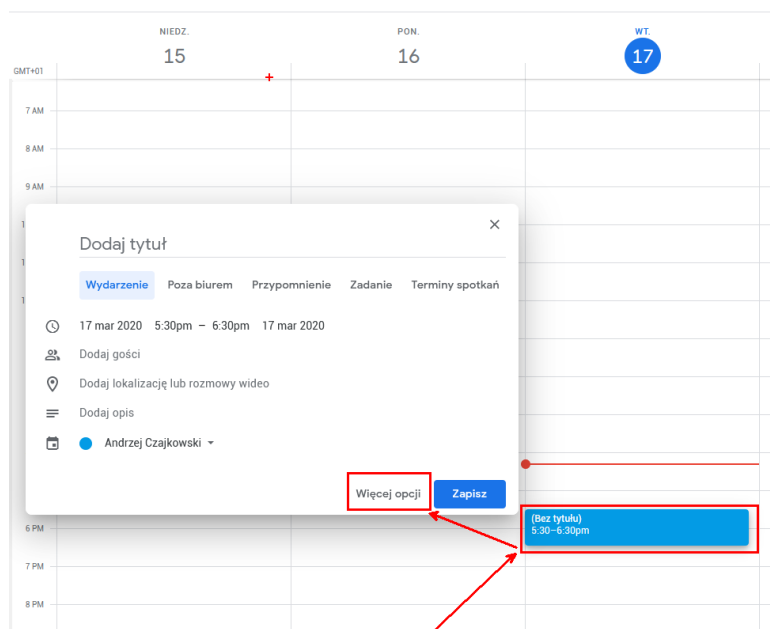 NIEDZ. PON. WT.
15 16 17
GMT+01
7 AM
8 AM
9 AM
Dodaj tytuł
Wydarzenie Poza biurem Przypomnienie Zadanie Terminy spotkań
17 mar 2020 5:30pm – 6:30pm 17 mar 2020
Dodaj gości
Dodaj lokalizację lub rozmowy wideo
Dodaj opis
Andrzej Czajkowski
Więcej opcji Zapisz
(Bez tytułu)
5:30–6:30pm
6 PM
7 PM
8 PM